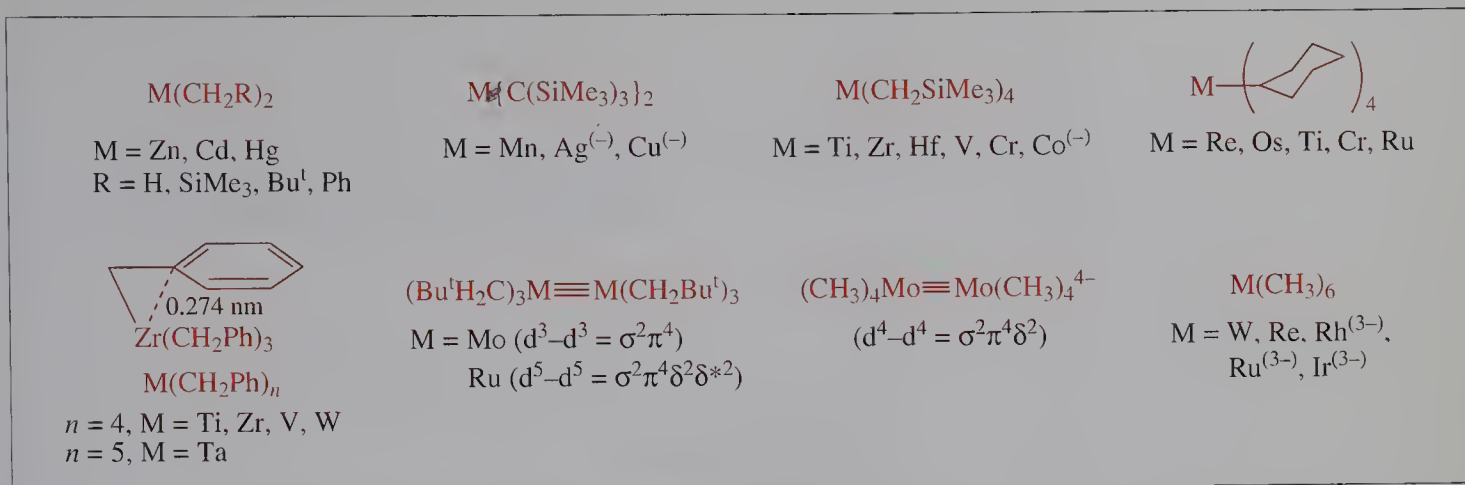 M(CH₂R)₂
M = Zn, Cd, Hg
R = H, SiMe₃, Buᵗ, Ph
M{C(SiMe₃)₃}₂
M = Mn, Ag⁽⁻⁾, Cu⁽⁻⁾
M(CH₂SiMe₃)₄
M = Ti, Zr, Hf, V, Cr, Co⁽⁻⁾
M ( )₄
M = Re, Os, Ti, Cr, Ru
0.274 nm
Zr(CH₂Ph)₃
M(CH₂Ph)ₙ
n = 4, M = Ti, Zr, V, W
n = 5, M = Ta
(BuᵗH₂C)₃M≡M(CH₂Buᵗ)₃
M = Mo (d³–d³ = σ²π⁴)
Ru (d⁵–d⁵ = σ²π⁴δ²δ*²)
(CH₃)₄Mo≣Mo(CH₃)₄⁴⁻
(d⁴–d⁴ = σ²π⁴δ²)
M(CH₃)₆
M = W, Re, Rh⁽³⁻⁾,
Ru⁽³⁻⁾, Ir⁽³⁻⁾